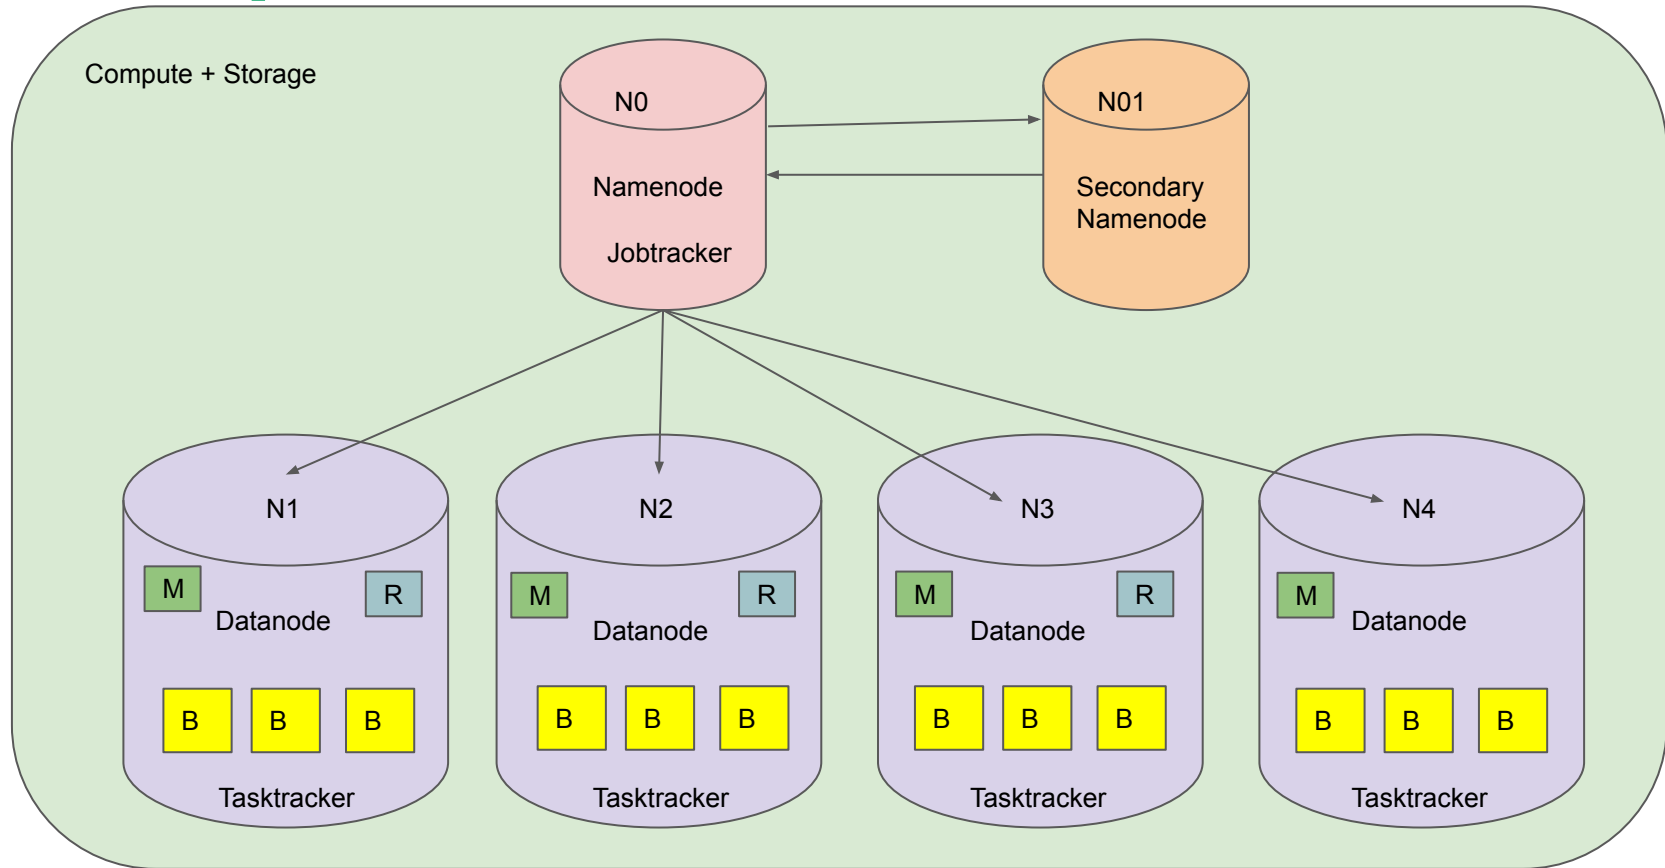 Compute + Storage
N0
Namenode
Jobtracker
N01
Secondary
Namenode
N1
M
R
Datanode
B B B
Tasktracker
N2
M
R
Datanode
B B B
Tasktracker
N3
M
R
Datanode
B B B
Tasktracker
N4
M
Datanode
B B B
Tasktracker